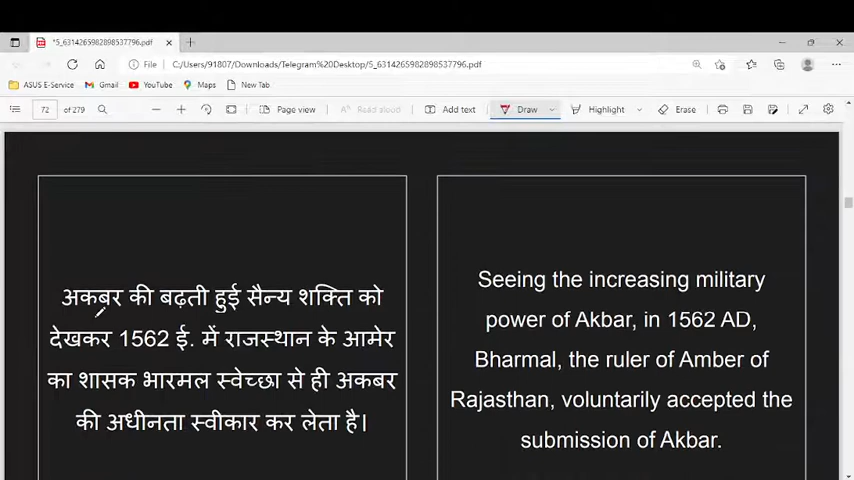 *5_6314265982898537796.pdf
File C:/Users/91807/Downloads/Telegram%20Desktop/5_6314265982898537796.pdf
ASUS E-Service Gmail YouTube Maps New Tab
72 of 279 Page view Read aloud Add text Draw Highlight Erase
अकबर की बढ़ती हुई सैन्य शक्ति को
देखकर 1562 ई. में राजस्थान के आमेर
का शासक भारमल स्वेच्छा से ही अकबर
की अधीनता स्वीकार कर लेता है।
Seeing the increasing military
power of Akbar, in 1562 AD,
Bharmal, the ruler of Amber of
Rajasthan, voluntarily accepted the
submission of Akbar.